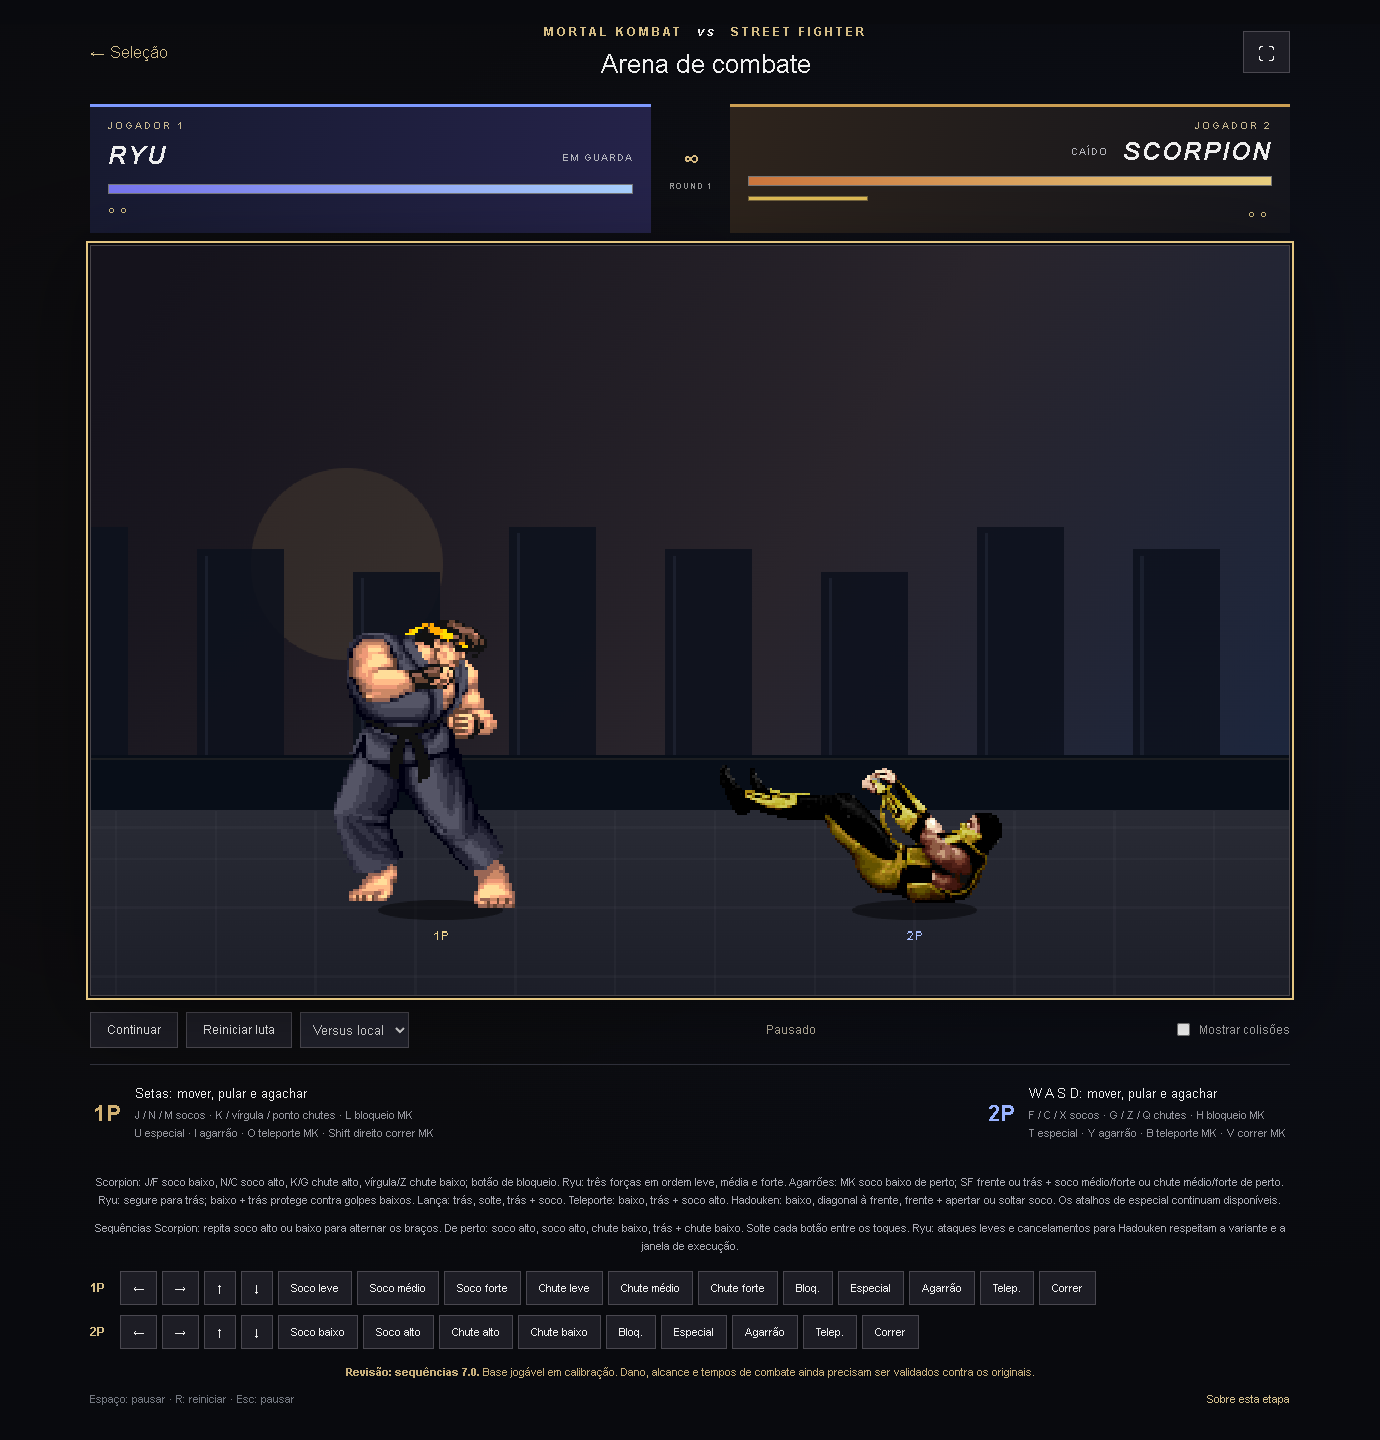 MORTAL KOMBAT VS STREET FIGHTER
← Seleção
Arena de combate
JOGADOR 1
RYU
EM GUARDA
∞
ROUND 1
JOGADOR 2
CAÍDO SCORPION
1P
2P
Continuar
Reiniciar luta
Versus local
Pausado
Mostrar colisões
1P
Setas: mover, pular e agachar
J / N / M socos · K / vírgula / ponto chutes · L bloqueio MK
U especial · I agarrão · O teleporte MK · Shift direito correr MK
2P
W A S D: mover, pular e agachar
F / C / X socos · G / Z / Q chutes · H bloqueio MK
T especial · Y agarrão · B teleporte MK · V correr MK
Scorpion: J/F soco baixo, N/C soco alto, K/G chute alto, vírgula/Z chute baixo; botão de bloqueio. Ryu: três forças em ordem leve, média e forte. Agarrões: MK soco baixo de perto; SF frente ou trás + soco médio/forte ou chute médio/forte de perto.
Ryu: segure para trás; baixo + trás protege contra golpes baixos. Lança: trás, solte, trás + soco. Teleporte: baixo, trás + soco alto. Hadouken: baixo, diagonal à frente, frente + apertar ou soltar soco. Os atalhos de especial continuam disponíveis.
Sequências Scorpion: repita soco alto ou baixo para alternar os braços. De perto: soco alto, soco alto, chute baixo, trás + chute baixo. Solte cada botão entre os toques. Ryu: ataques leves e cancelamentos para Hadouken respeitam a variante e a
janela de execução.
1P ← → ↑ ↓ Soco leve Soco médio Soco forte Chute leve Chute médio Chute forte Bloq. Especial Agarrão Telep. Correr
2P ← → ↑ ↓ Soco baixo Soco alto Chute alto Chute baixo Bloq. Especial Agarrão Telep. Correr
Revisão: sequências 7.0. Base jogável em calibração. Dano, alcance e tempos de combate ainda precisam ser validados contra os originais.
Espaço: pausar · R: reiniciar · Esc: pausar
Sobre esta etapa